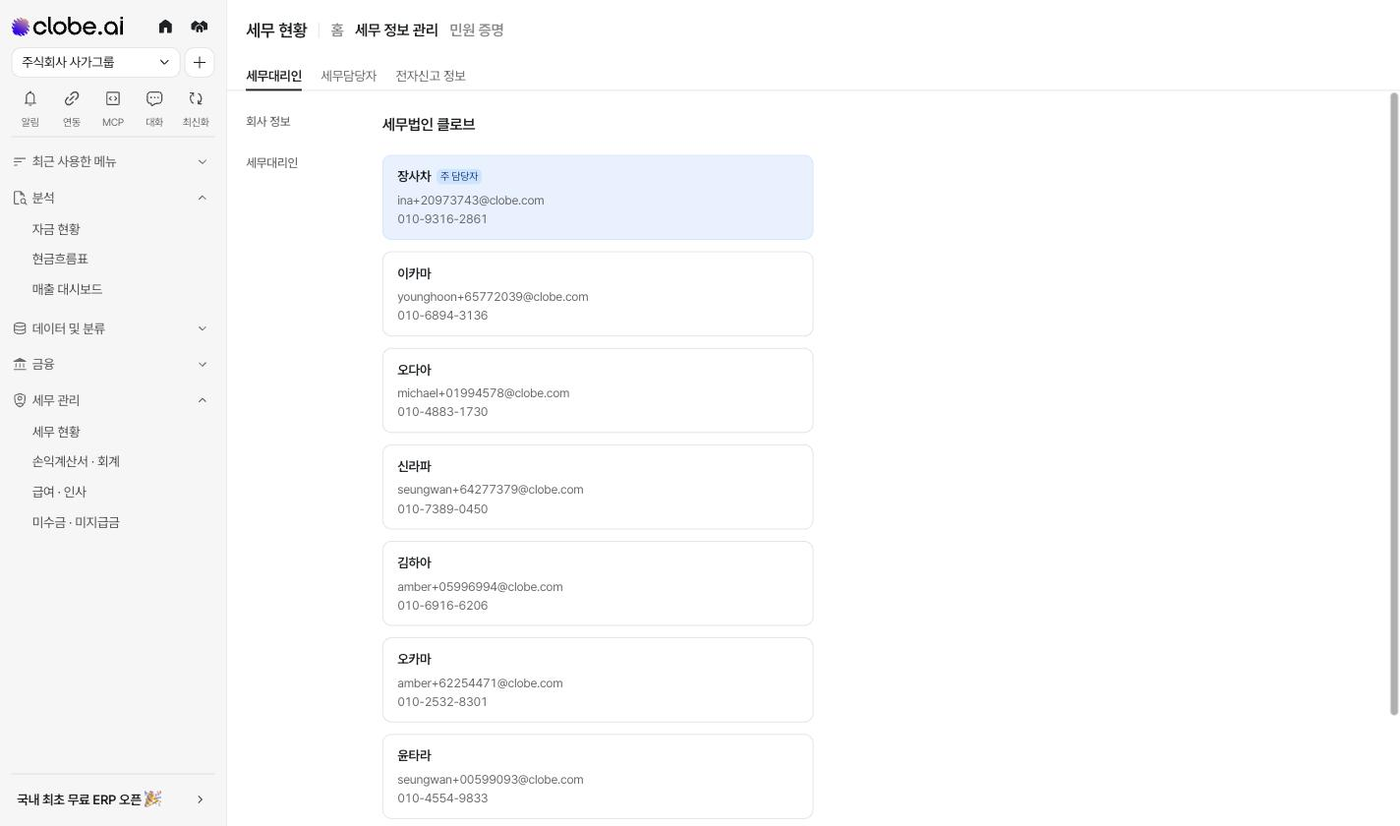 clobe.ai
주식회사 사가그룹
알림
연동
MCP
대화
최신화
최근 사용한 메뉴
분석
자금 현황
현금흐름표
매출 대시보드
데이터 및 분류
금융
세무 관리
세무 현황
손익계산서 · 회계
급여 · 인사
미수금 · 미지급금
국내 최초 무료 ERP 오픈
세무 현황 홈 세무 정보 관리 민원 증명
세무대리인 세무담당자 전자신고 정보
회사 정보 세무법인 클로브
세무대리인
장사차 주 담당자
ina+20973743@clobe.com
010-9316-2861
이카마
younghoon+65772039@clobe.com
010-6894-3136
오다아
michael+01994578@clobe.com
010-4883-1730
신라파
seungwan+64277379@clobe.com
010-7389-0450
김하아
amber+05996994@clobe.com
010-6916-6206
오카마
amber+62254471@clobe.com
010-2532-8301
윤타라
seungwan+00599093@clobe.com
010-4554-9833